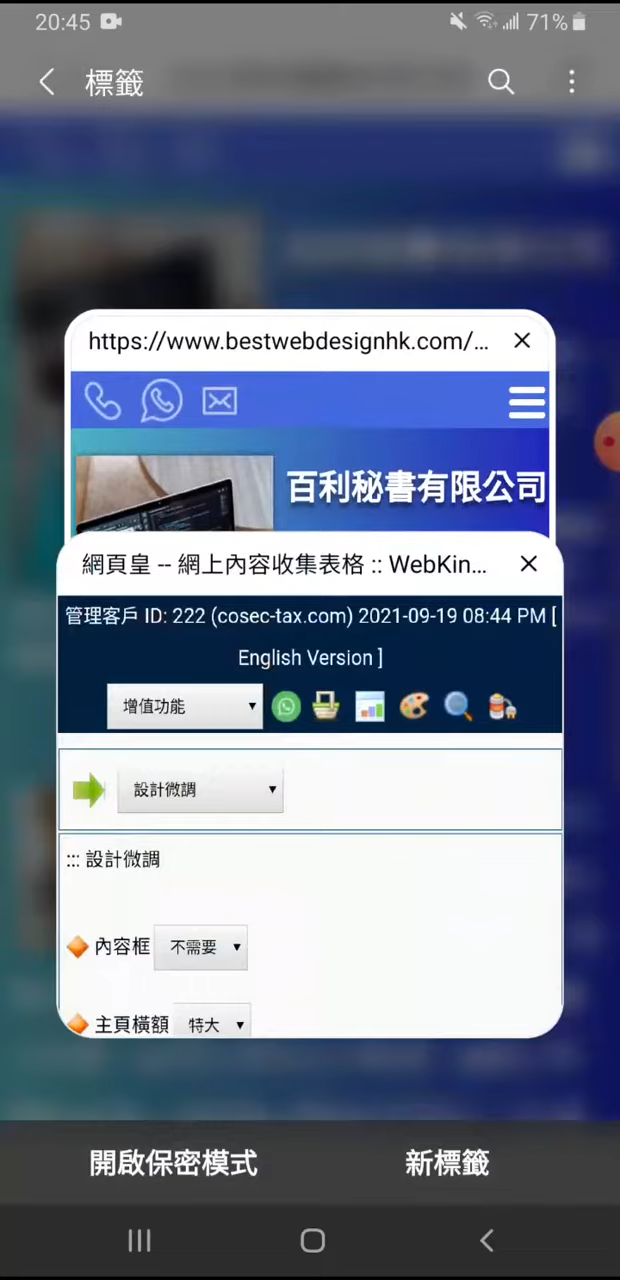 20:45 71%
標籤
https://www.bestwebdesignhk.com/...
百利秘書有限公司
網頁皇 -- 網上內容收集表格 :: WebKin...
管理客戶 ID: 222 (cosec-tax.com) 2021-09-19 08:44 PM [
English Version ]
增值功能
設計微調
::: 設計微調
內容框 不需要
主頁橫額 特大
開啟保密模式 新標籤